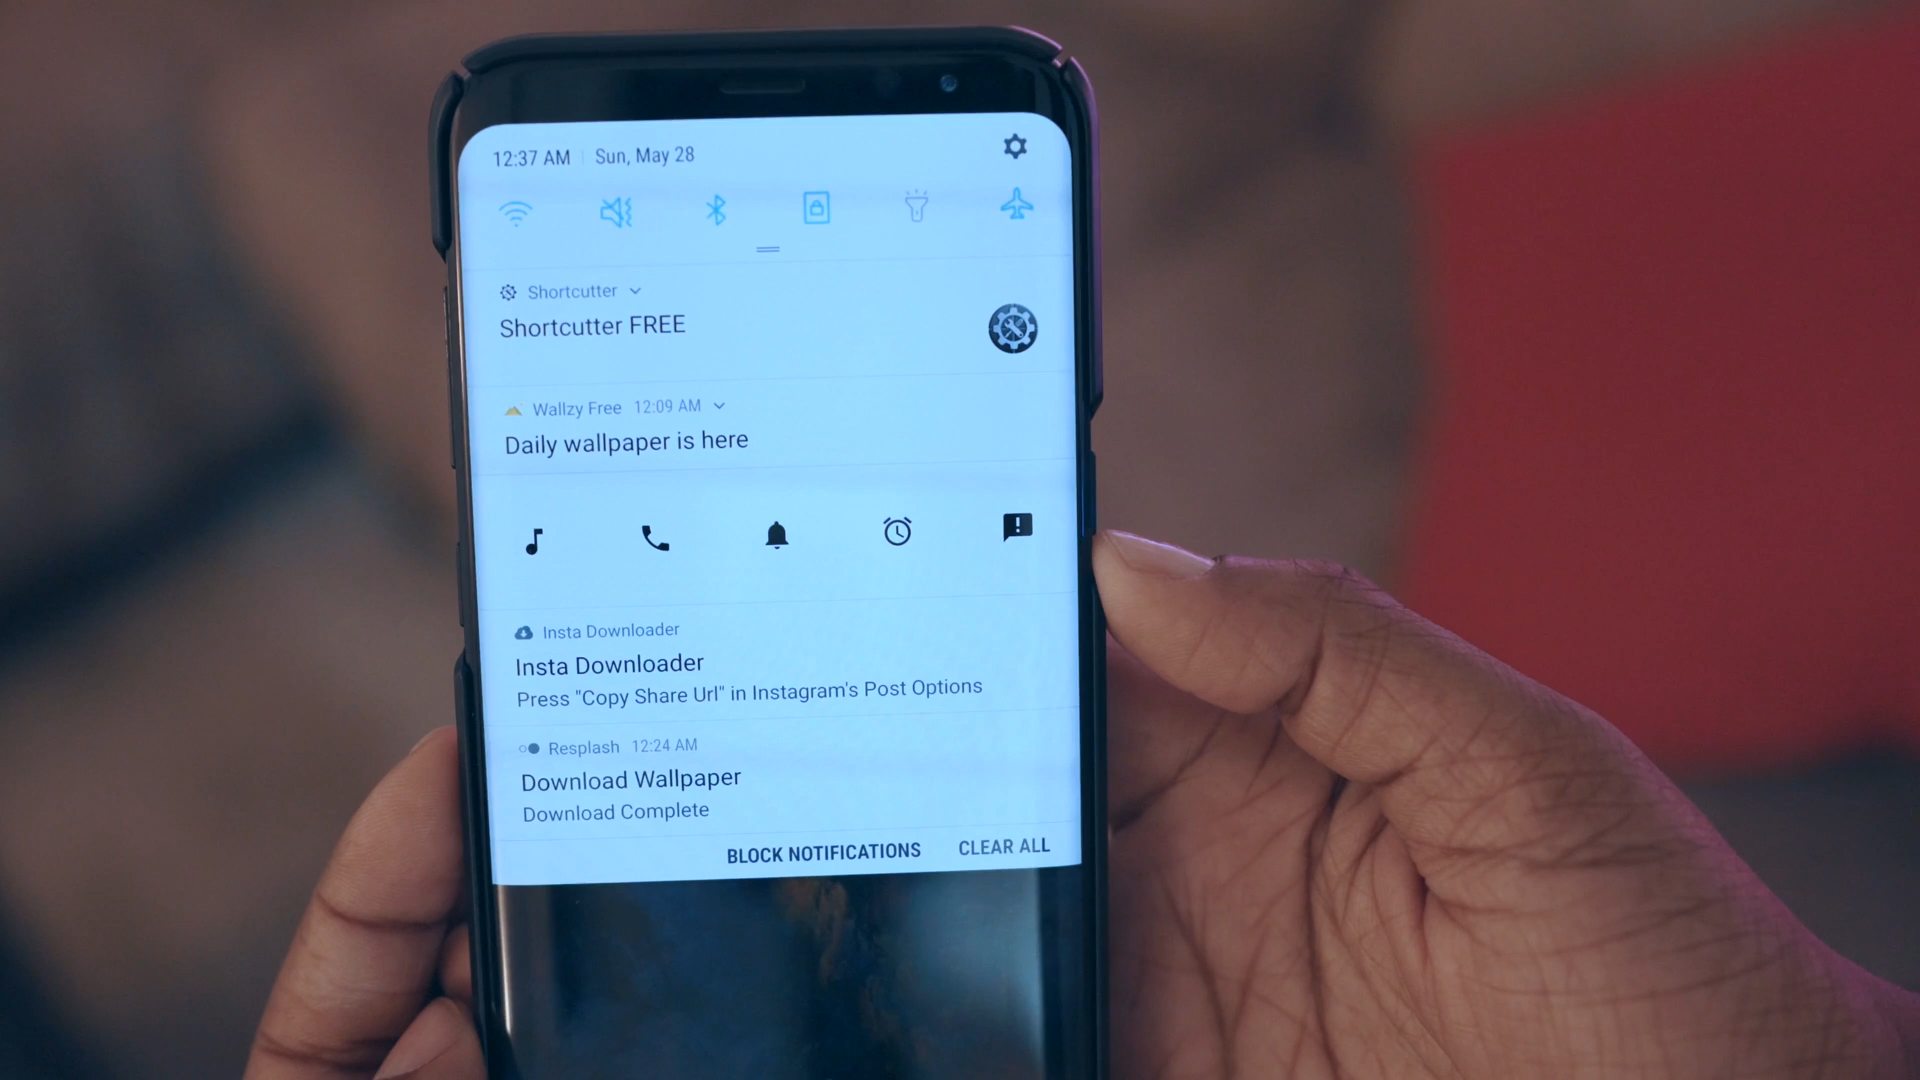 12:37 AM Sun, May 28
Shortcutter
Shortcutter FREE
Wallzy Free 12:09 AM
Daily wallpaper is here
Insta Downloader
Insta Downloader
Press "Copy Share Url" in Instagram's Post Options
Resplash 12:24 AM
Download Wallpaper
Download Complete
BLOCK NOTIFICATIONS CLEAR ALL